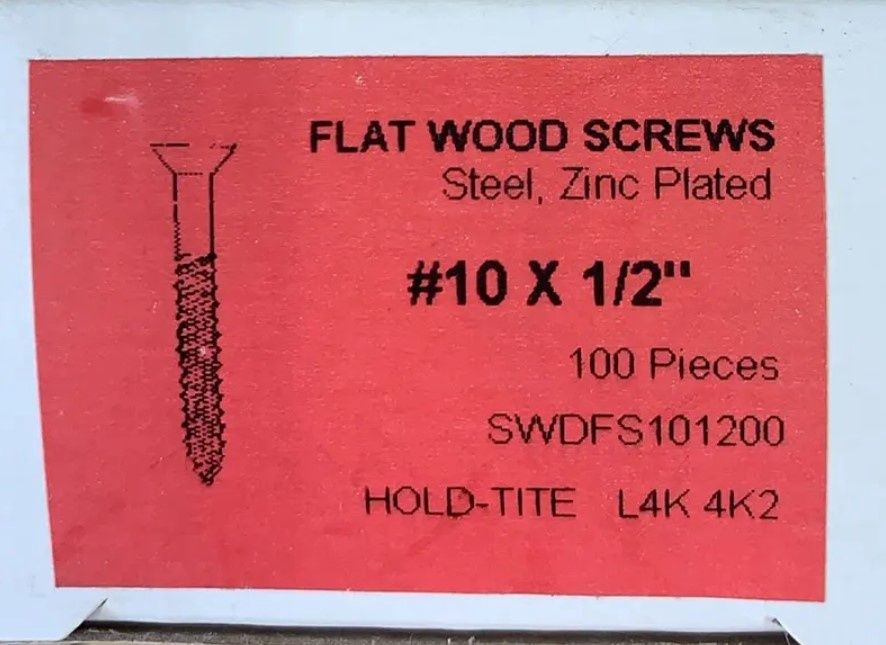 FLAT WOOD SCREWS
Steel, Zinc Plated
#10 X 1/2"
100 Pieces
SWDFS101200
HOLD-TITE L4K 4K2